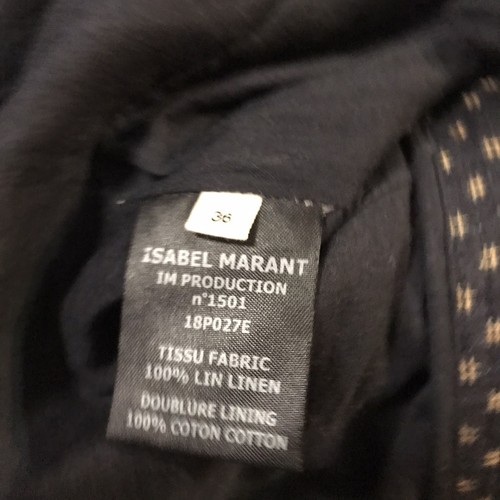 36
ISABEL MARANT
IM PRODUCTION
n°1501
18P027E
TISSU FABRIC
100% LIN LINEN
DOUBLURE LINING
100% COTON COTTON